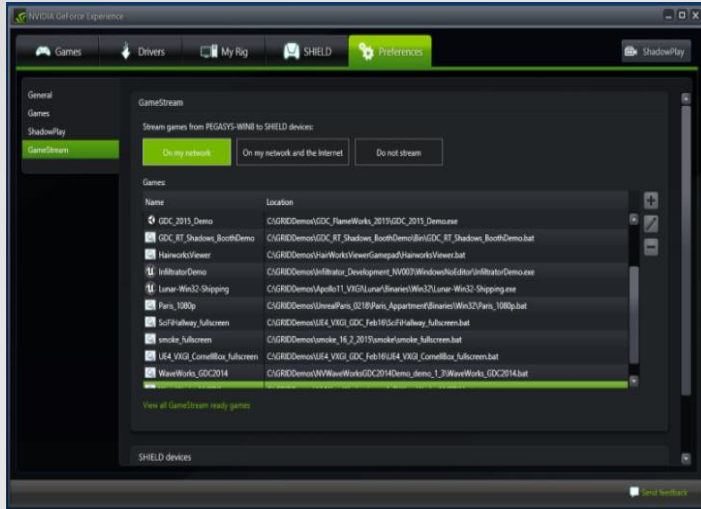 NVIDIA GeForce Experience
Games Drivers My Rig SHIELD Preferences ShadowPlay
General
Games
ShadowPlay
GameStream
GameStream
Stream games from PEGASYS-WIN8 to SHIELD devices:
On my network On my network and the Internet Do not stream
Games:
Name Location
GDC_2015_Demo C:\GRIDDemos\GDC_FlameWorks_2015\GDC_2015_Demo.exe
GDC_RT_Shadows_BoothDemo C:\GRIDDemos\GDC_RT_Shadows_BoothDemo\Bin\GDC_RT_Shadows_BoothDemo.bat
HairworksViewer C:\GRIDDemos\HairWorksViewerGamepad\HairworksViewer.bat
InfiltratorDemo C:\GRIDDemos\Infiltrator_Development_NV003\WindowsNoEditor\InfiltratorDemo.exe
Lunar-Win32-Shipping C:\GRIDDemos\Apollo11_VXGI\Lunar\Binaries\Win32\Lunar-Win32-Shipping.exe
Paris_1080p C:\GRIDDemos\UnrealParis_0218\Paris_Appartment\Binaries\Win32\Paris_1080p.bat
SciFiHallway_fullscreen C:\GRIDDemos\UE4_VXGI_GDC_Feb16\SciFiHallway_fullscreen.bat
smoke_fullscreen C:\GRIDDemos\smoke_16_2_2015\smoke\smoke_fullscreen.bat
UE4_VXGI_CornellBox_fullscreen C:\GRIDDemos\UE4_VXGI_GDC_Feb16\UE4_VXGI_CornellBox_fullscreen.bat
WaveWorks_GDC2014 C:\GRIDDemos\NVWaveWorksGDC2014Demo_demo_1_3\WaveWorks_GDC2014.bat
View all GameStream ready games
SHIELD devices
Send feedback